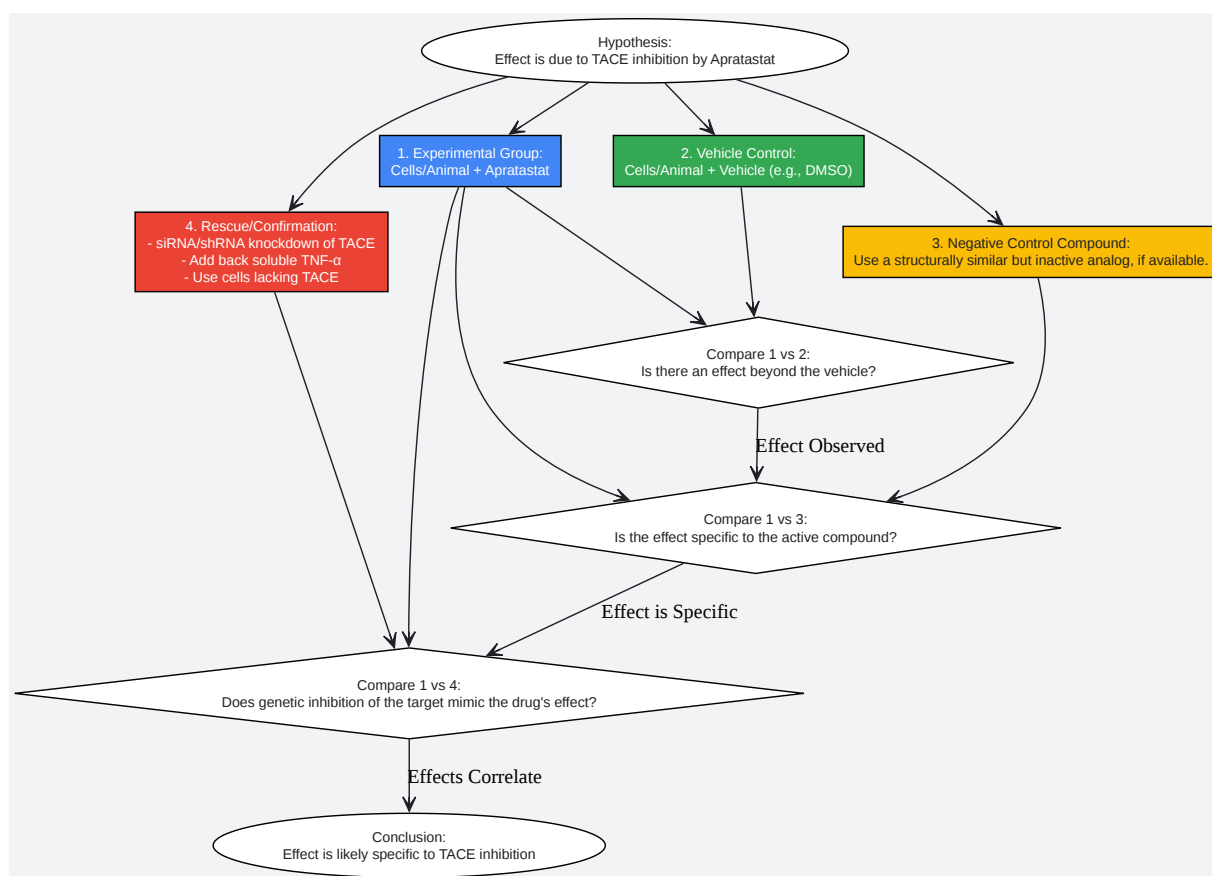 Hypothesis:
Effect is due to TACE inhibition by Apratastat
1. Experimental Group:
Cells/Animal + Apratastat
2. Vehicle Control:
Cells/Animal + Vehicle (e.g., DMSO)
4. Rescue/Confirmation:
- siRNA/shRNA knockdown of TACE
- Add back soluble TNF-α
- Use cells lacking TACE
3. Negative Control Compound:
Use a structurally similar but inactive analog, if available.
Compare 1 vs 2:
Is there an effect beyond the vehicle?
Effect Observed
Compare 1 vs 3:
Is the effect specific to the active compound?
Effect is Specific
Compare 1 vs 4:
Does genetic inhibition of the target mimic the drug's effect?
Effects Correlate
Conclusion:
Effect is likely specific to TACE inhibition